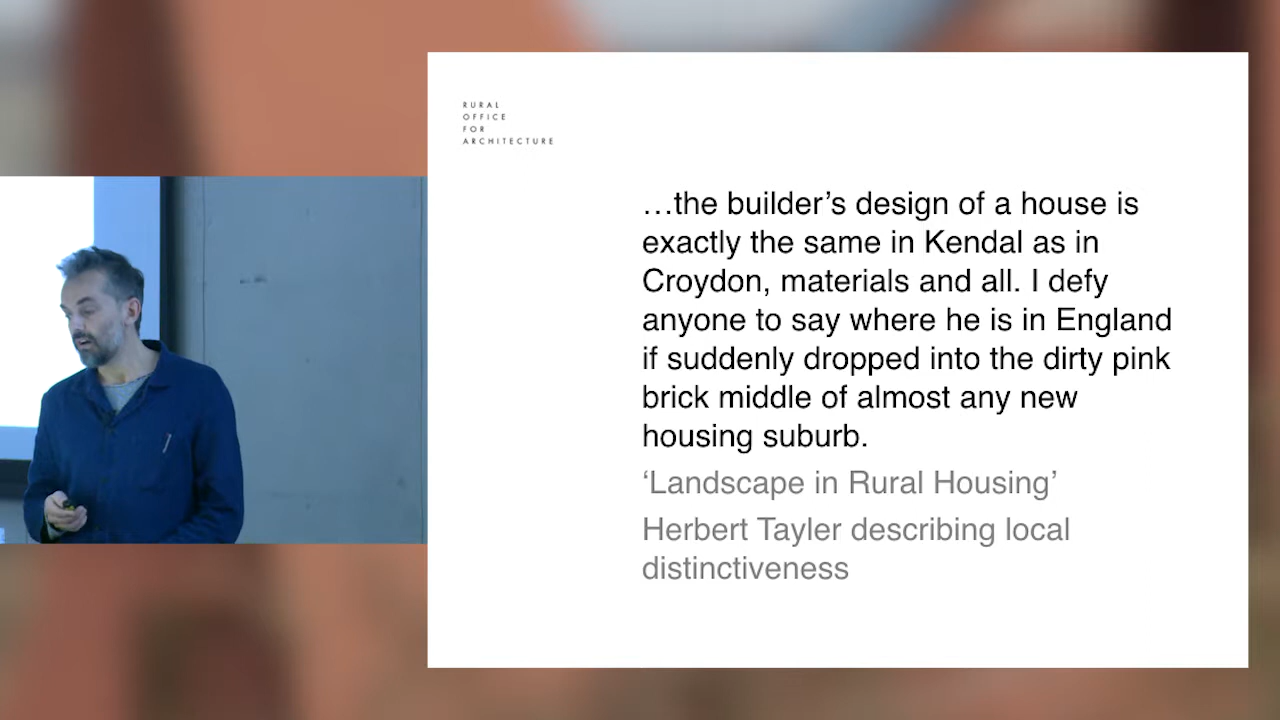 RURAL
OFFICE
FOR
ARCHITECTURE
…the builder’s design of a house is
exactly the same in Kendal as in
Croydon, materials and all. I defy
anyone to say where he is in England
if suddenly dropped into the dirty pink
brick middle of almost any new
housing suburb.
‘Landscape in Rural Housing’
Herbert Tayler describing local
distinctiveness